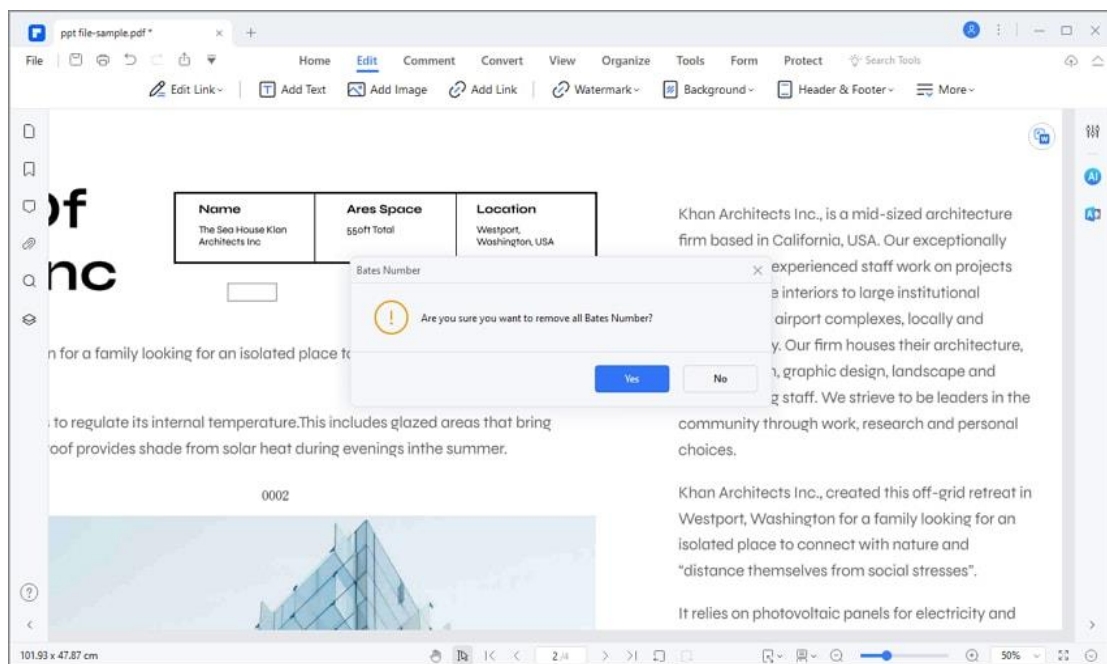 ppt file-sample.pdf *
File
Home Edit Comment Convert View Organize Tools Form Protect Search Tools
Edit Link Add Text Add Image Add Link Watermark Background Header & Footer More
Of
nc
Name
The Sea House Klan
Architects Inc
Ares Space
550ft Total
Location
Westport,
Washington, USA
n for a family looking for an isolated place to
to regulate its internal temperature.This includes glazed areas that bring
oof provides shade from solar heat during evenings inthe summer.
0002
Khan Architects Inc., is a mid-sized architecture
firm based in California, USA. Our exceptionally
experienced staff work on projects
e interiors to large institutional
airport complexes, locally and
y. Our firm houses their architecture,
, graphic design, landscape and
g staff. We strieve to be leaders in the
community through work, research and personal
choices.
Khan Architects Inc., created this off-grid retreat in
Westport, Washington for a family looking for an
isolated place to connect with nature and
“distance themselves from social stresses”.
It relies on photovoltaic panels for electricity and
Bates Number
Are you sure you want to remove all Bates Number?
Yes No
AI
101.93 x 47.87 cm
2/4
50%